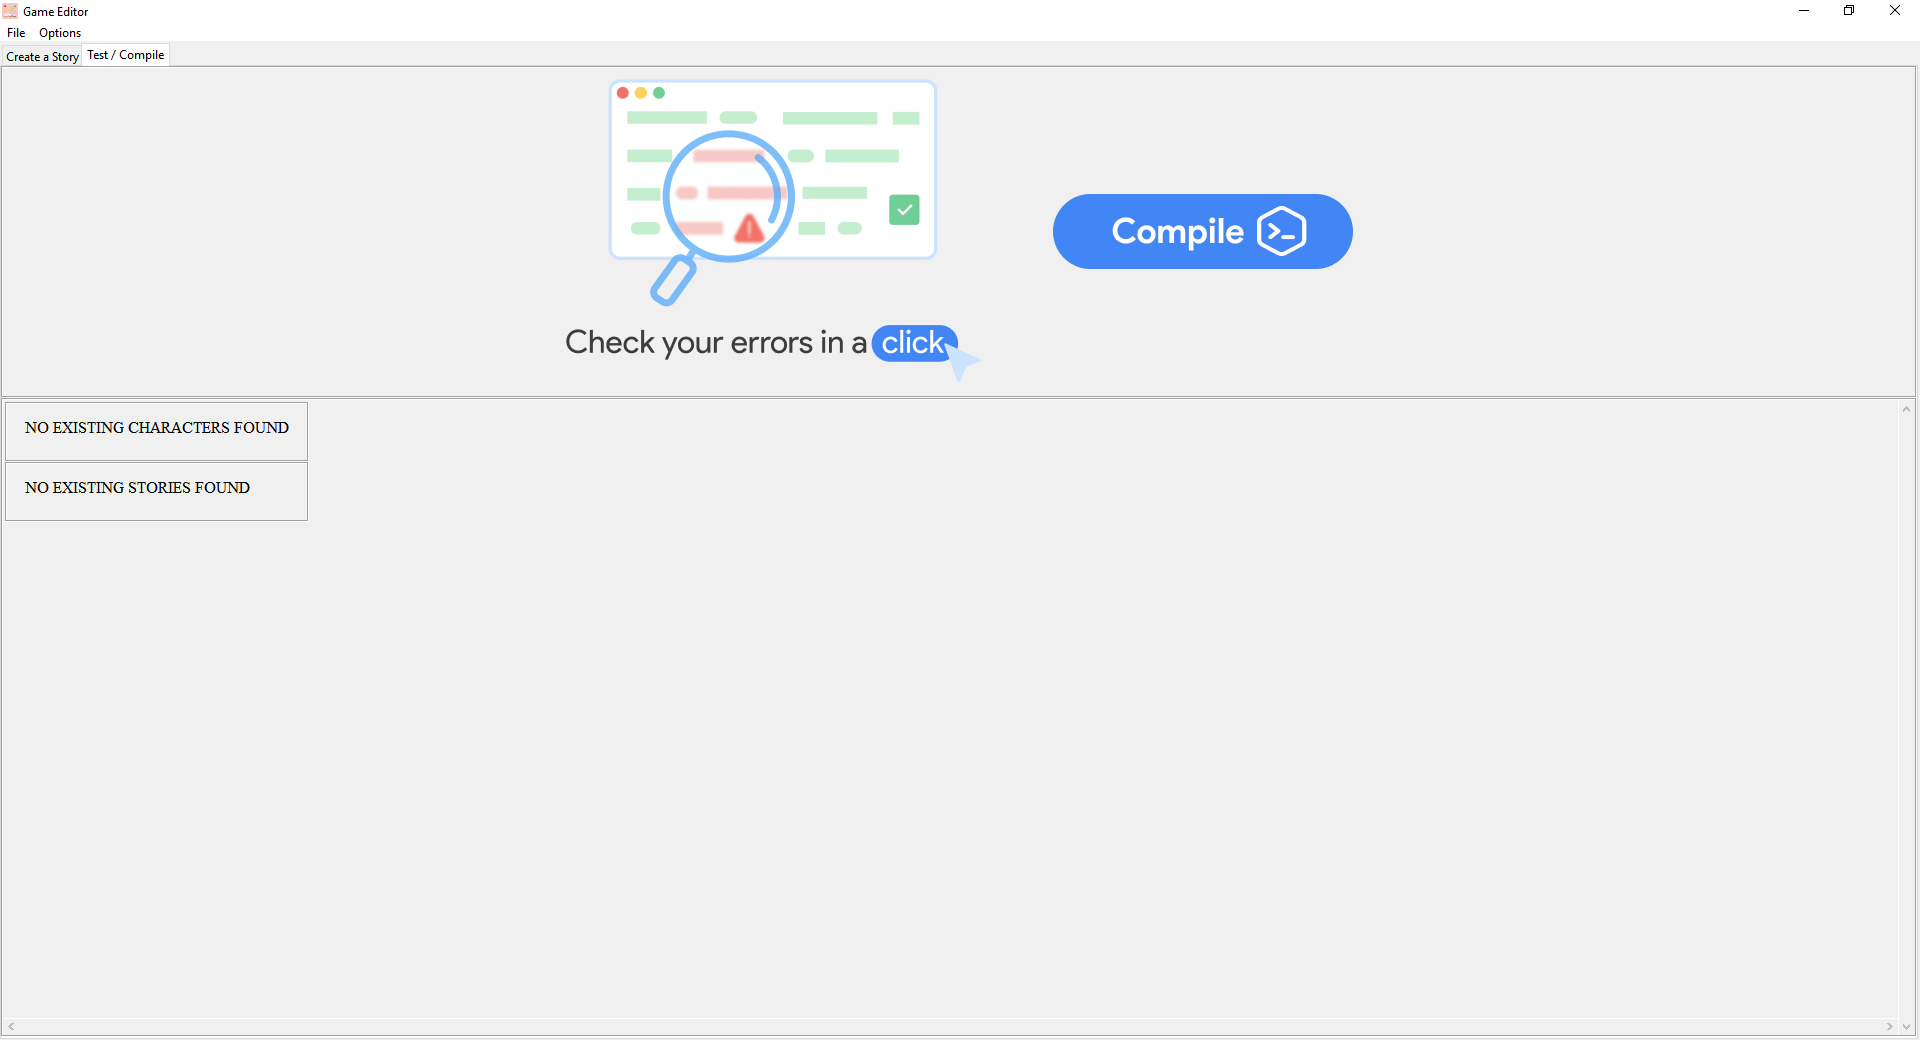 Game Editor
File Options
Create a Story Test / Compile
Compile
Check your errors in a click
NO EXISTING CHARACTERS FOUND
NO EXISTING STORIES FOUND